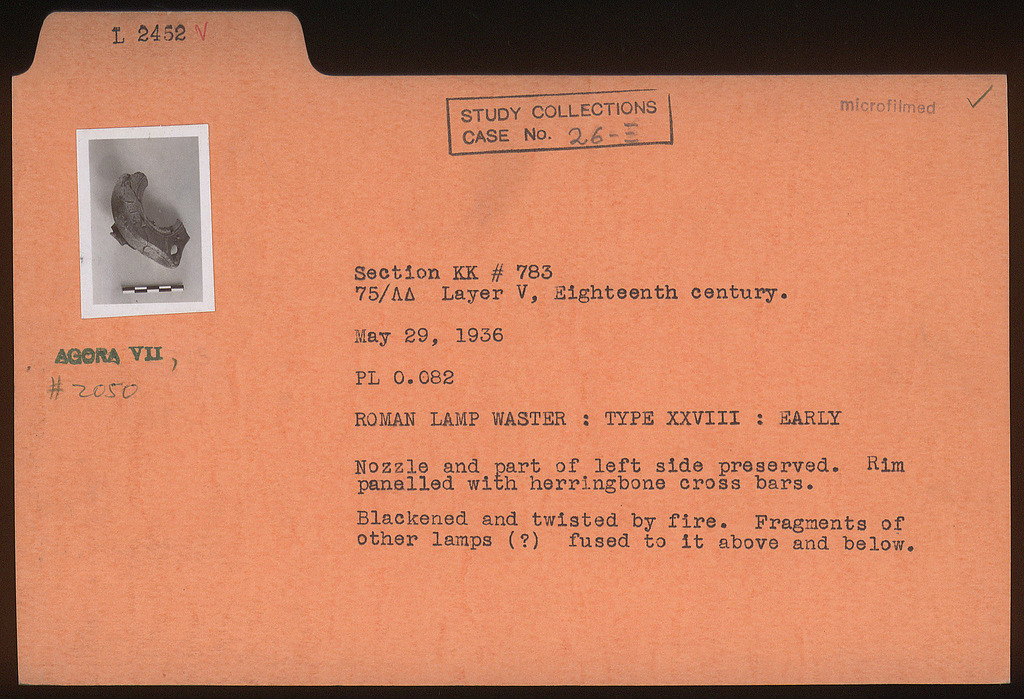 L 2452 V
STUDY COLLECTIONS
CASE No. 26-III
microfilmed
Section KK # 783
75/ΛΔ Layer V, Eighteenth century.
May 29, 1936
AGORA VII,
# 2050
PL 0.082
ROMAN LAMP WASTER : TYPE XXVIII : EARLY
Nozzle and part of left side preserved. Rim
panelled with herringbone cross bars.
Blackened and twisted by fire. Fragments of
other lamps (?) fused to it above and below.